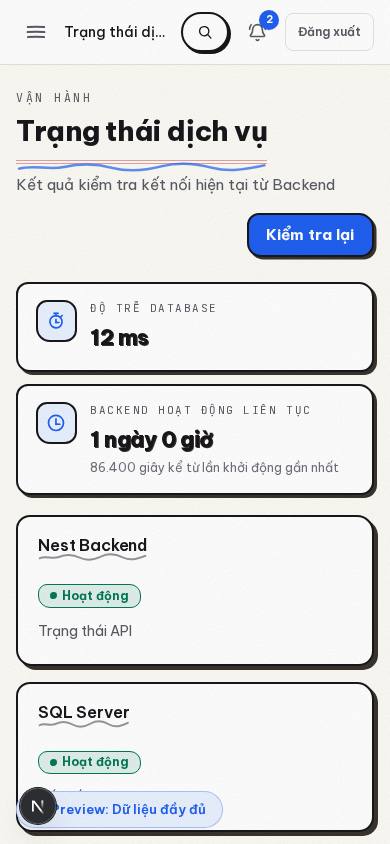 Trạng thái dị...
2
Đăng xuất
VẬN HÀNH
Trạng thái dịch vụ
Kết quả kiểm tra kết nối hiện tại từ Backend
Kiểm tra lại
ĐỘ TRỄ DATABASE
12 ms
BACKEND HOẠT ĐỘNG LIÊN TỤC
1 ngày 0 giờ
86.400 giây kể từ lần khởi động gần nhất
Nest Backend
Hoạt động
Trạng thái API
SQL Server
Hoạt động
N
Preview: Dữ liệu đầy đủ